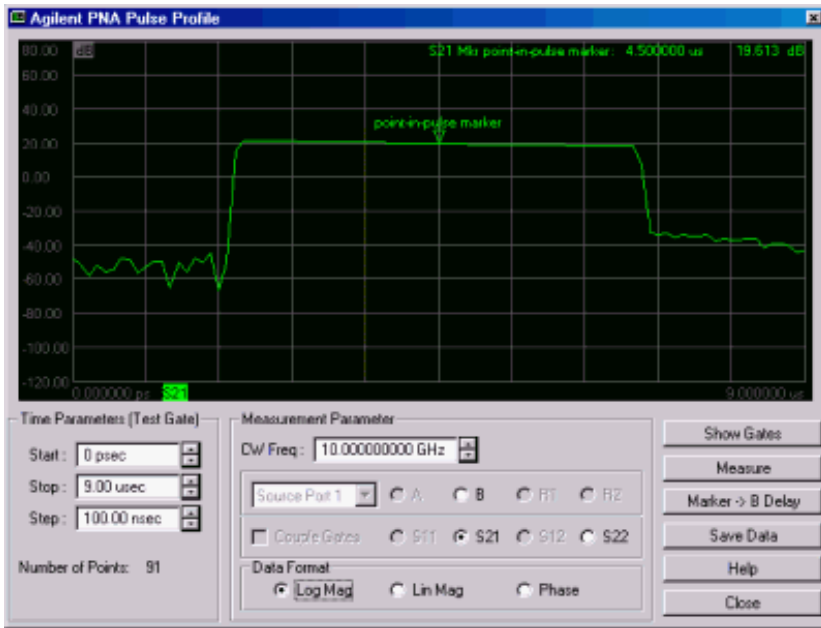 Agilent PNA Pulse Profile
80.00 dB S21 Mkr point-in-pulse marker: 4.500000 us 19.613 dB
60.00
40.00
point-in-pulse marker
20.00
0.00
-20.00
-40.00
-60.00
-80.00
-100.00
-120.00
0.000000 ps S21 9.000000 us
Time Parameters (Test Gate)
Start: 0 psec
Stop: 9.00 usec
Step: 100.00 nsec
Number of Points: 91
Measurement Parameter
CW Freq: 10.000000000 GHz
Source Port 1 A B R1 R2
Couple Gates S11 S21 S12 S22
Data Format
Log Mag Lin Mag Phase
Show Gates
Measure
Marker -> B Delay
Save Data
Help
Close